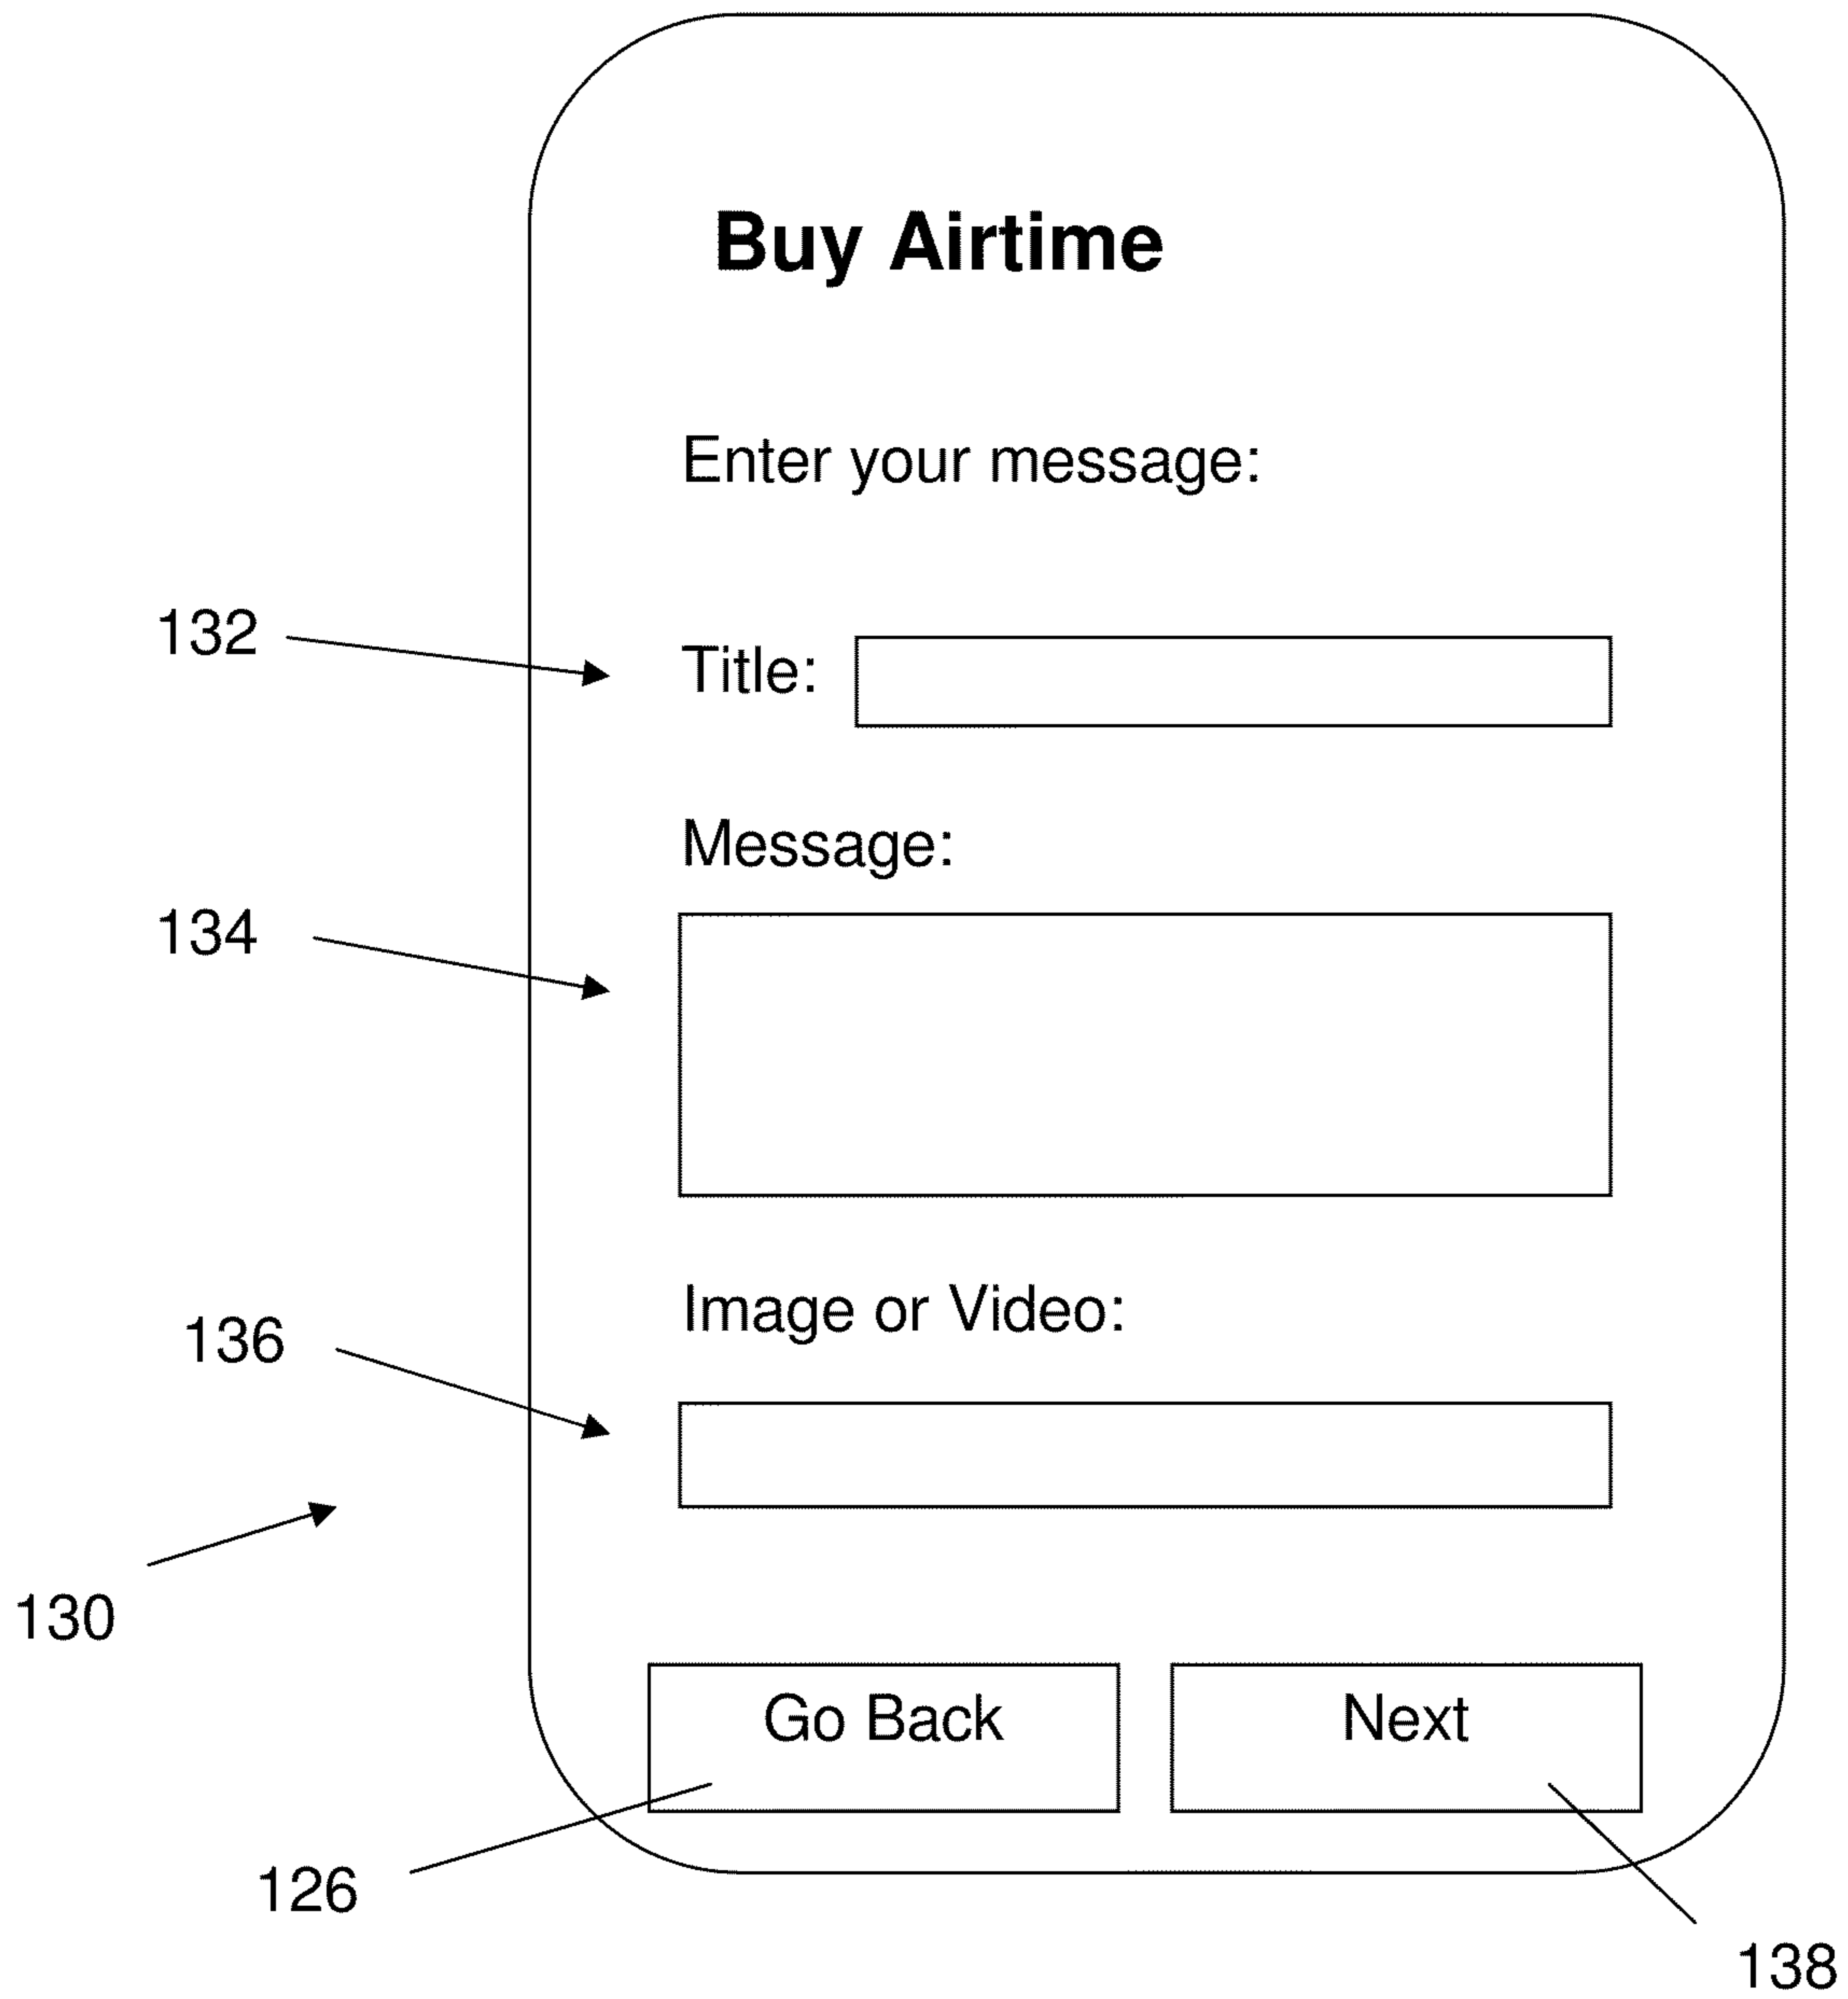 Buy Airtime
Enter your message:
132
Title:
Message:
134
Image or Video:
136
130
Go Back
Next
126
138